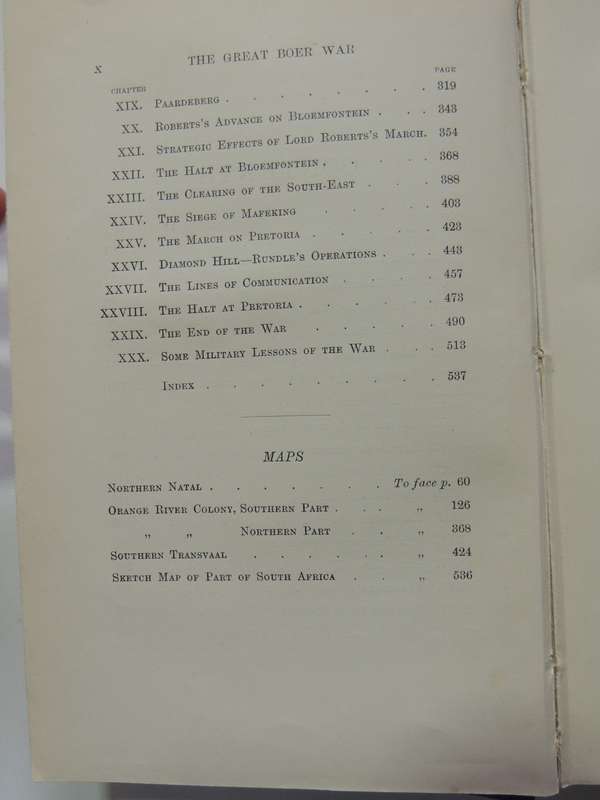 x
THE GREAT BOER WAR
CHAPTER PAGE
XIX. PAARDEBERG . . . . . . . 319
XX. ROBERTS'S ADVANCE ON BLOEMFONTEIN . . . 343
XXI. STRATEGIC EFFECTS OF LORD ROBERTS'S MARCH . 354
XXII. THE HALT AT BLOEMFONTEIN . . . . . 368
XXIII. THE CLEARING OF THE SOUTH-EAST . . . 388
XXIV. THE SIEGE OF MAFEKING . . . . . 403
XXV. THE MARCH ON PRETORIA . . . . . 423
XXVI. DIAMOND HILL—RUNDLE'S OPERATIONS . . . 443
XXVII. THE LINES OF COMMUNICATION . . . . 457
XXVIII. THE HALT AT PRETORIA . . . . . . 473
XXIX. THE END OF THE WAR . . . . . 490
XXX. SOME MILITARY LESSONS OF THE WAR . . . 513
INDEX . . . . . . . . . 537
MAPS
NORTHERN NATAL . . . . . . . To face p. 60
ORANGE RIVER COLONY, SOUTHERN PART . . . „ 126
„ „ NORTHERN PART . . „ 368
SOUTHERN TRANSVAAL . . . . . . „ 424
SKETCH MAP OF PART OF SOUTH AFRICA . . „ 536